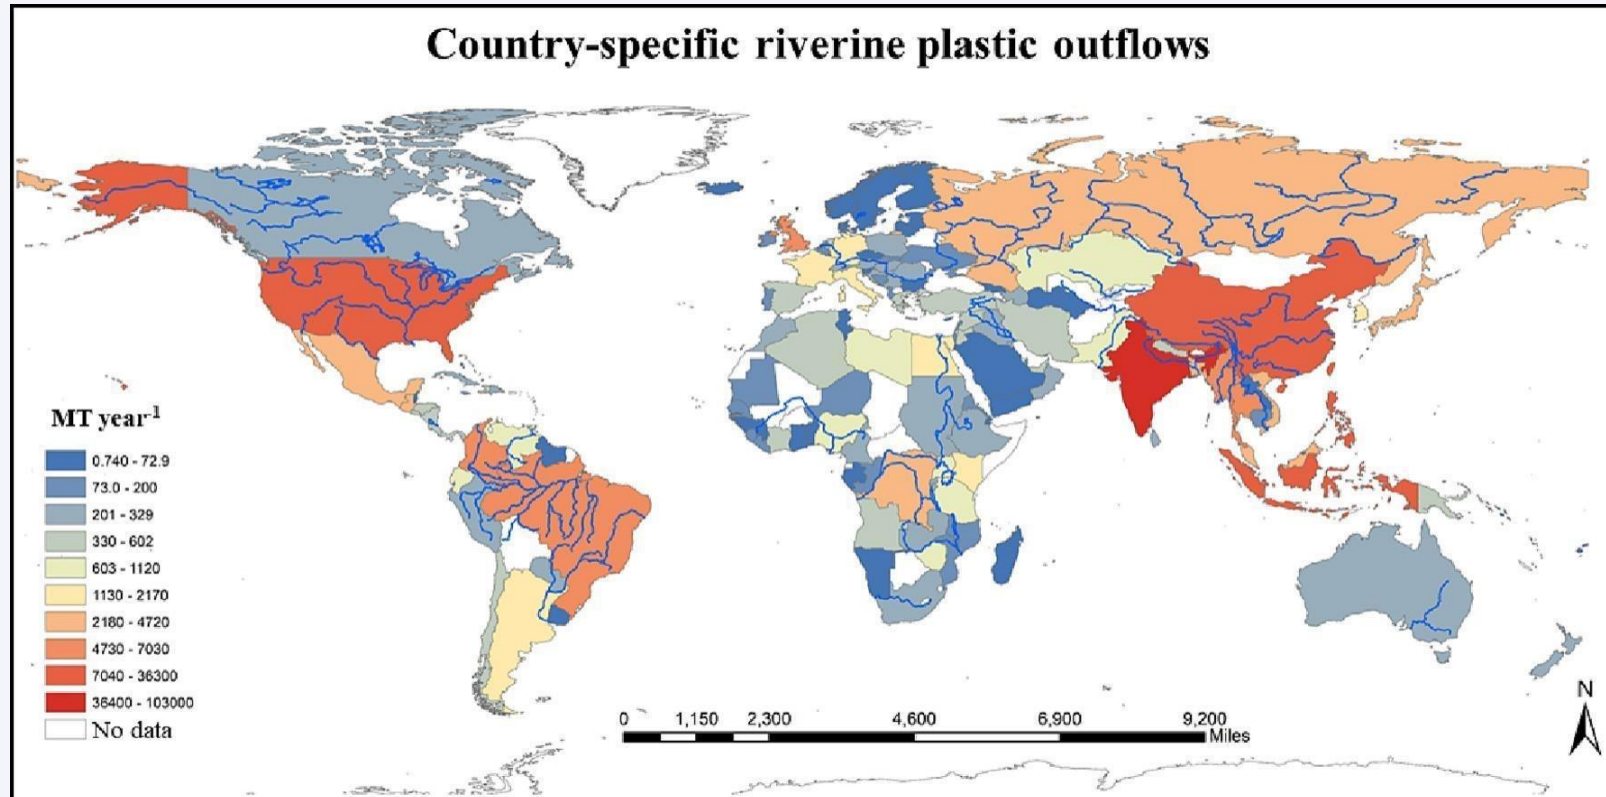 Country-specific riverine plastic outflows
MT year-1
0.740 - 72.9
73.0 - 200
201 - 329
330 - 602
603 - 1120
1130 - 2170
2180 - 4720
4730 - 7030
7040 - 36300
36400 - 103000
No data
0 1,150 2,300 4,600 6,900 9,200
Miles
N